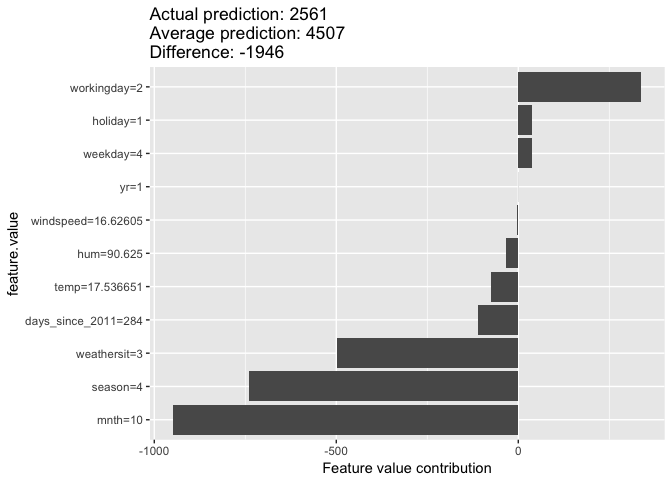 Actual prediction: 2561
Average prediction: 4507
Difference: -1946
feature.value
workingday=2
holiday=1
weekday=4
yr=1
windspeed=16.62605
hum=90.625
temp=17.536651
days_since_2011=284
weathersit=3
season=4
mnth=10
-1000
-500
0
Feature value contribution